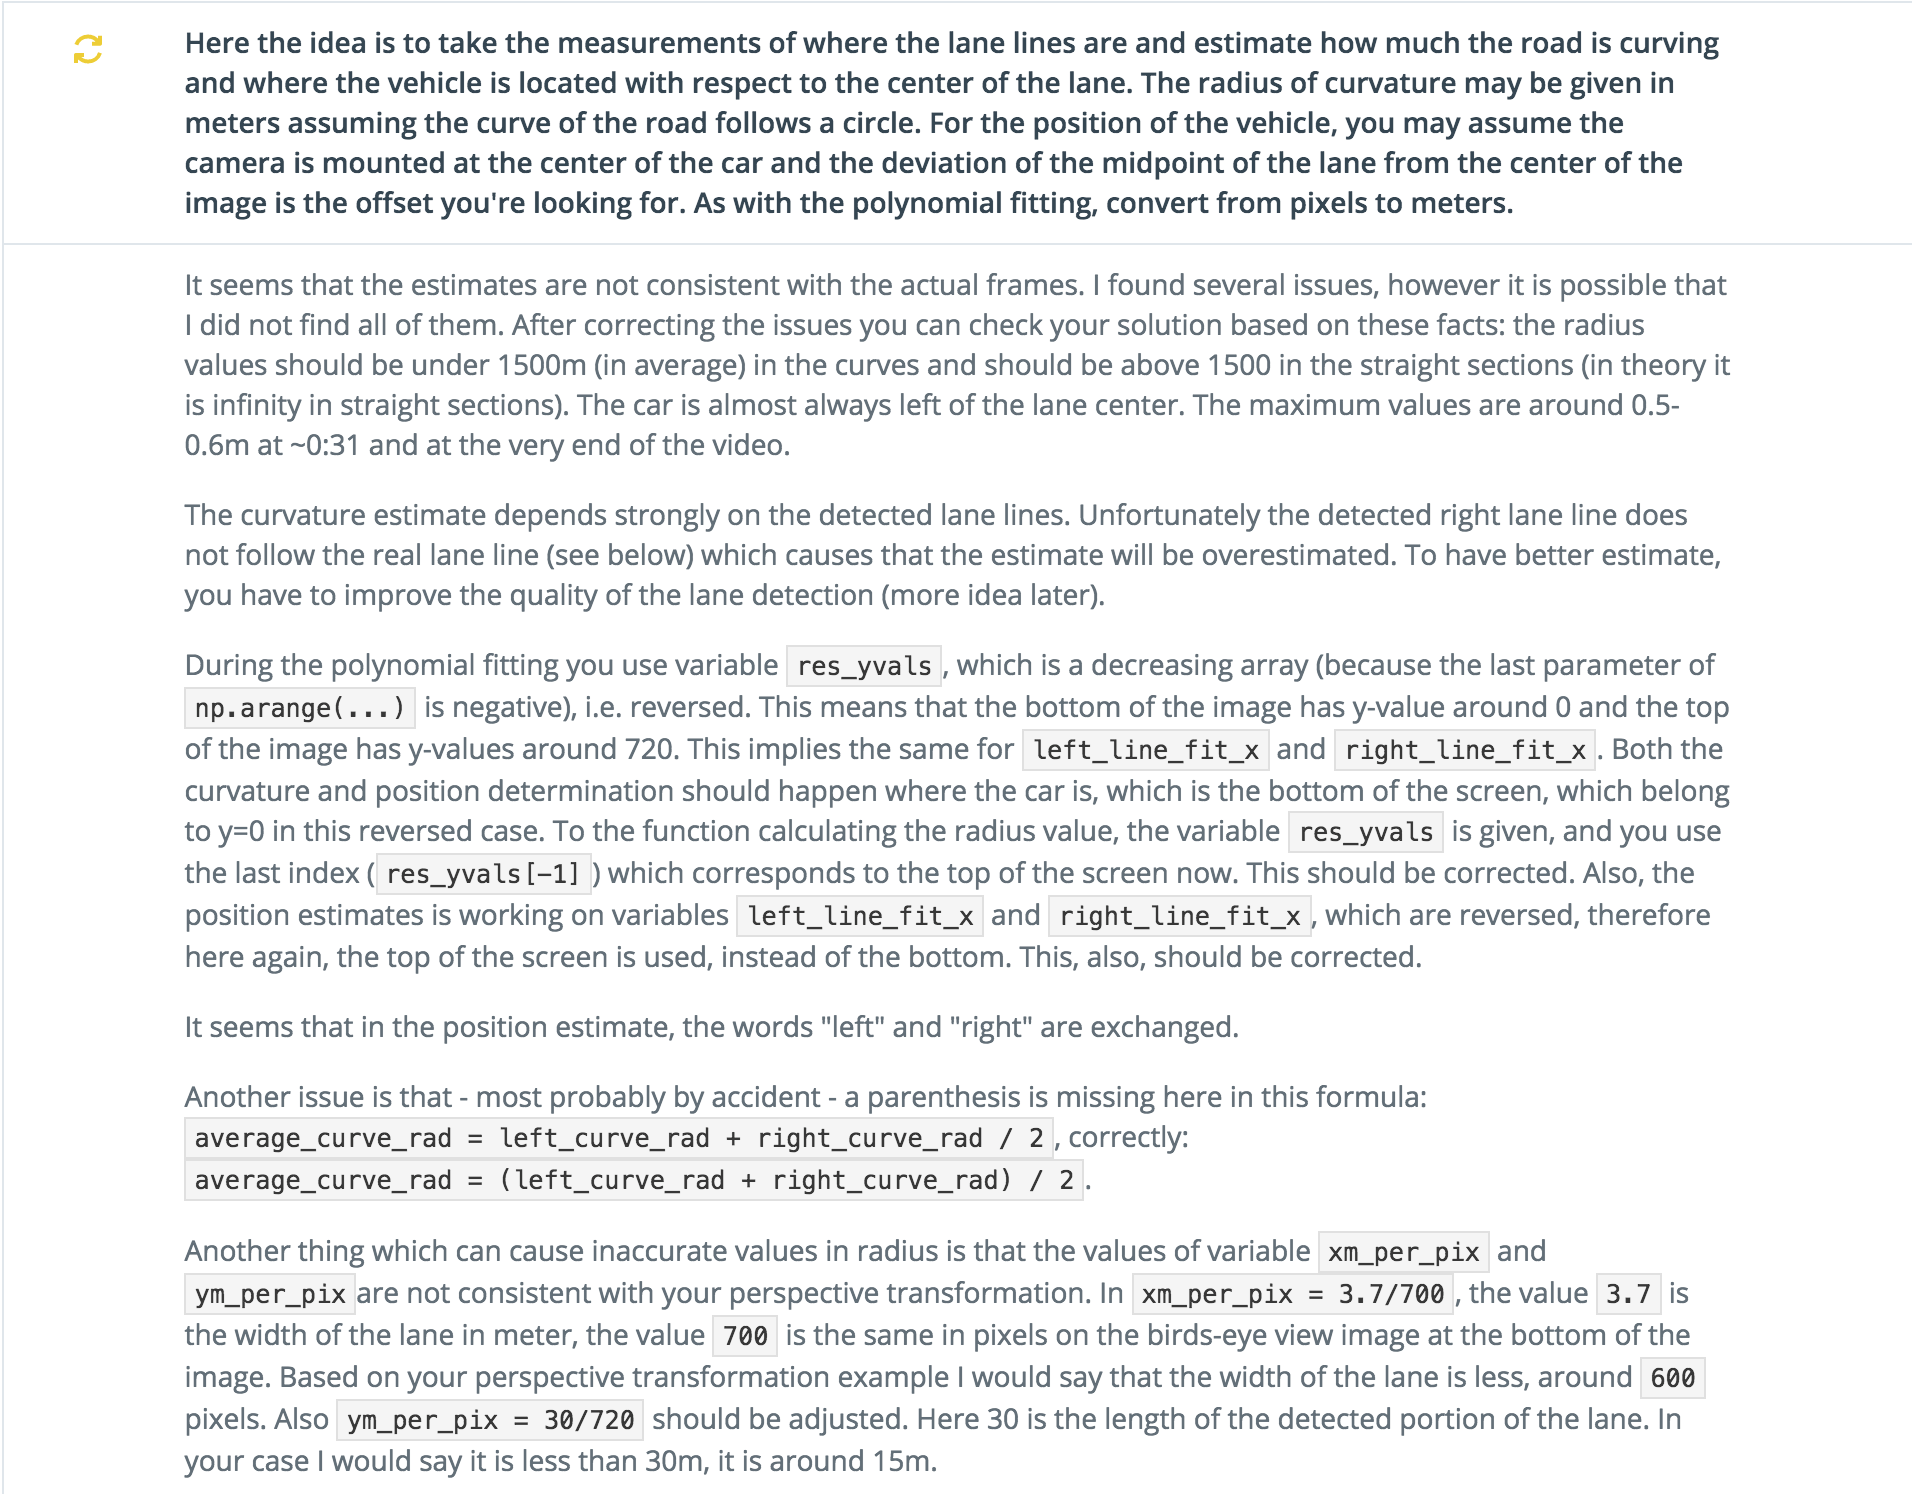 Here the idea is to take the measurements of where the lane lines are and estimate how much the road is curving
and where the vehicle is located with respect to the center of the lane. The radius of curvature may be given in
meters assuming the curve of the road follows a circle. For the position of the vehicle, you may assume the
camera is mounted at the center of the car and the deviation of the midpoint of the lane from the center of the
image is the offset you're looking for. As with the polynomial fitting, convert from pixels to meters.
It seems that the estimates are not consistent with the actual frames. I found several issues, however it is possible that
I did not find all of them. After correcting the issues you can check your solution based on these facts: the radius
values should be under 1500m (in average) in the curves and should be above 1500 in the straight sections (in theory it
is infinity in straight sections). The car is almost always left of the lane center. The maximum values are around 0.5-
0.6m at ~0:31 and at the very end of the video.
The curvature estimate depends strongly on the detected lane lines. Unfortunately the detected right lane line does
not follow the real lane line (see below) which causes that the estimate will be overestimated. To have better estimate,
you have to improve the quality of the lane detection (more idea later).
During the polynomial fitting you use variable res_yvals, which is a decreasing array (because the last parameter of
np.arange(...) is negative), i.e. reversed. This means that the bottom of the image has y-value around 0 and the top
of the image has y-values around 720. This implies the same for left_line_fit_x and right_line_fit_x. Both the
curvature and position determination should happen where the car is, which is the bottom of the screen, which belong
to y=0 in this reversed case. To the function calculating the radius value, the variable res_yvals is given, and you use
the last index (res_yvals[-1]) which corresponds to the top of the screen now. This should be corrected. Also, the
position estimates is working on variables left_line_fit_x and right_line_fit_x, which are reversed, therefore
here again, the top of the screen is used, instead of the bottom. This, also, should be corrected.
It seems that in the position estimate, the words "left" and "right" are exchanged.
Another issue is that - most probably by accident - a parenthesis is missing here in this formula:
average_curve_rad = left_curve_rad + right_curve_rad / 2, correctly:
average_curve_rad = (left_curve_rad + right_curve_rad) / 2.
Another thing which can cause inaccurate values in radius is that the values of variable xm_per_pix and
ym_per_pix are not consistent with your perspective transformation. In xm_per_pix = 3.7/700, the value 3.7 is
the width of the lane in meter, the value 700 is the same in pixels on the birds-eye view image at the bottom of the
image. Based on your perspective transformation example I would say that the width of the lane is less, around 600
pixels. Also ym_per_pix = 30/720 should be adjusted. Here 30 is the length of the detected portion of the lane. In
your case I would say it is less than 30m, it is around 15m.